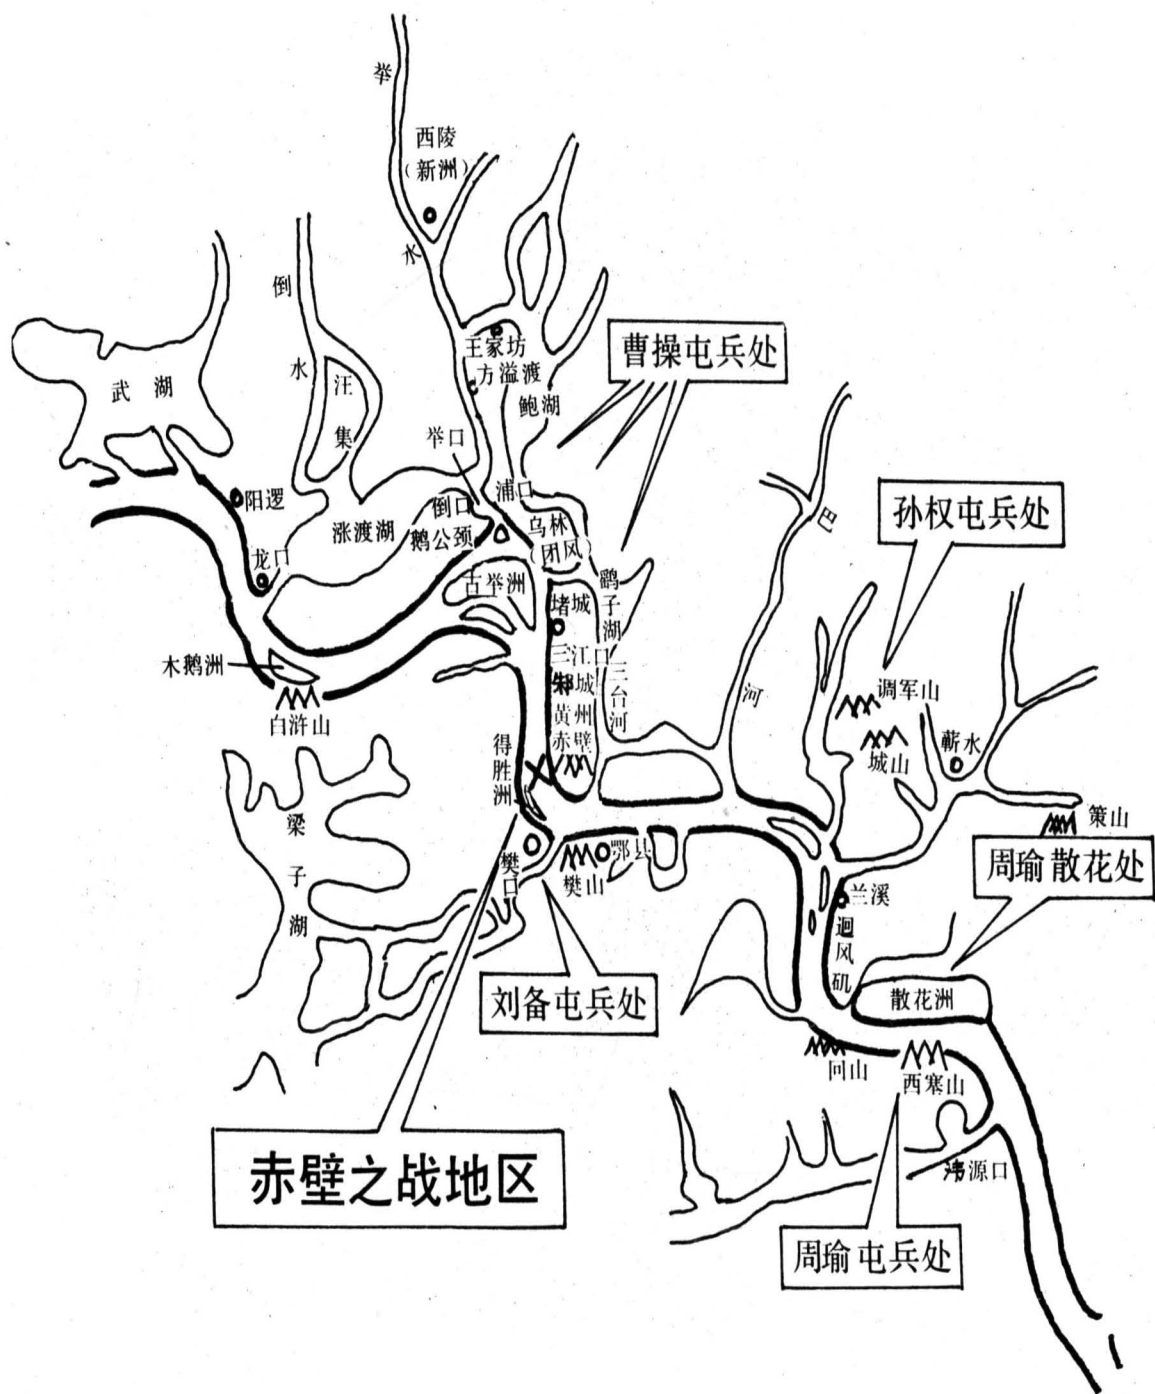 举
水
西陵
（新洲）
倒
水
汪
集
武湖
王家坊
方溢渡
鲍湖
曹操屯兵处
举口
浦口
阳逻
倒口
鹅公颈
涨渡湖
乌林
（团风）
龙口
古举洲
堵城
鹞子湖口
三台河
三江口
邾城
黄州
赤壁
巴
河
孙权屯兵处
木鹅洲
白浒山
得胜洲
调军山
城山
蕲水
策山
梁
子
湖
樊口
樊山
鄂县
周瑜散花处
兰溪
迴风矶
散花洲
刘备屯兵处
回山
西塞山
赤壁之战地区
源口
周瑜屯兵处